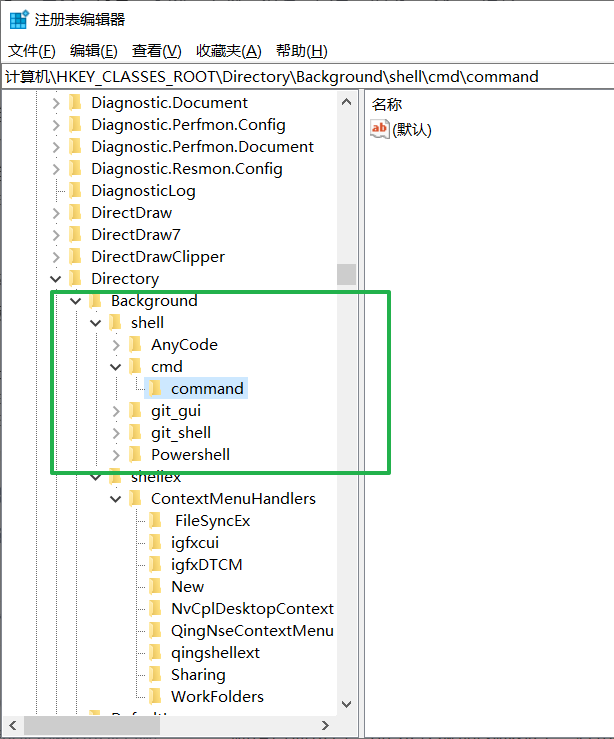 注册表编辑器
文件(F) 编辑(E) 查看(V) 收藏夹(A) 帮助(H)
计算机\HKEY_CLASSES_ROOT\Directory\Background\shell\cmd\command
Diagnostic.Document
Diagnostic.Perfmon.Config
Diagnostic.Perfmon.Document
Diagnostic.Resmon.Config
DiagnosticLog
DirectDraw
DirectDraw7
DirectDrawClipper
Directory
Background
shell
AnyCode
cmd
command
git_gui
git_shell
Powershell
shellex
ContextMenuHandlers
FileSyncEx
igfxcui
igfxDTCM
New
NvCplDesktopContext
QingNseContextMenu
qingshellext
Sharing
WorkFolders
名称
ab (默认)